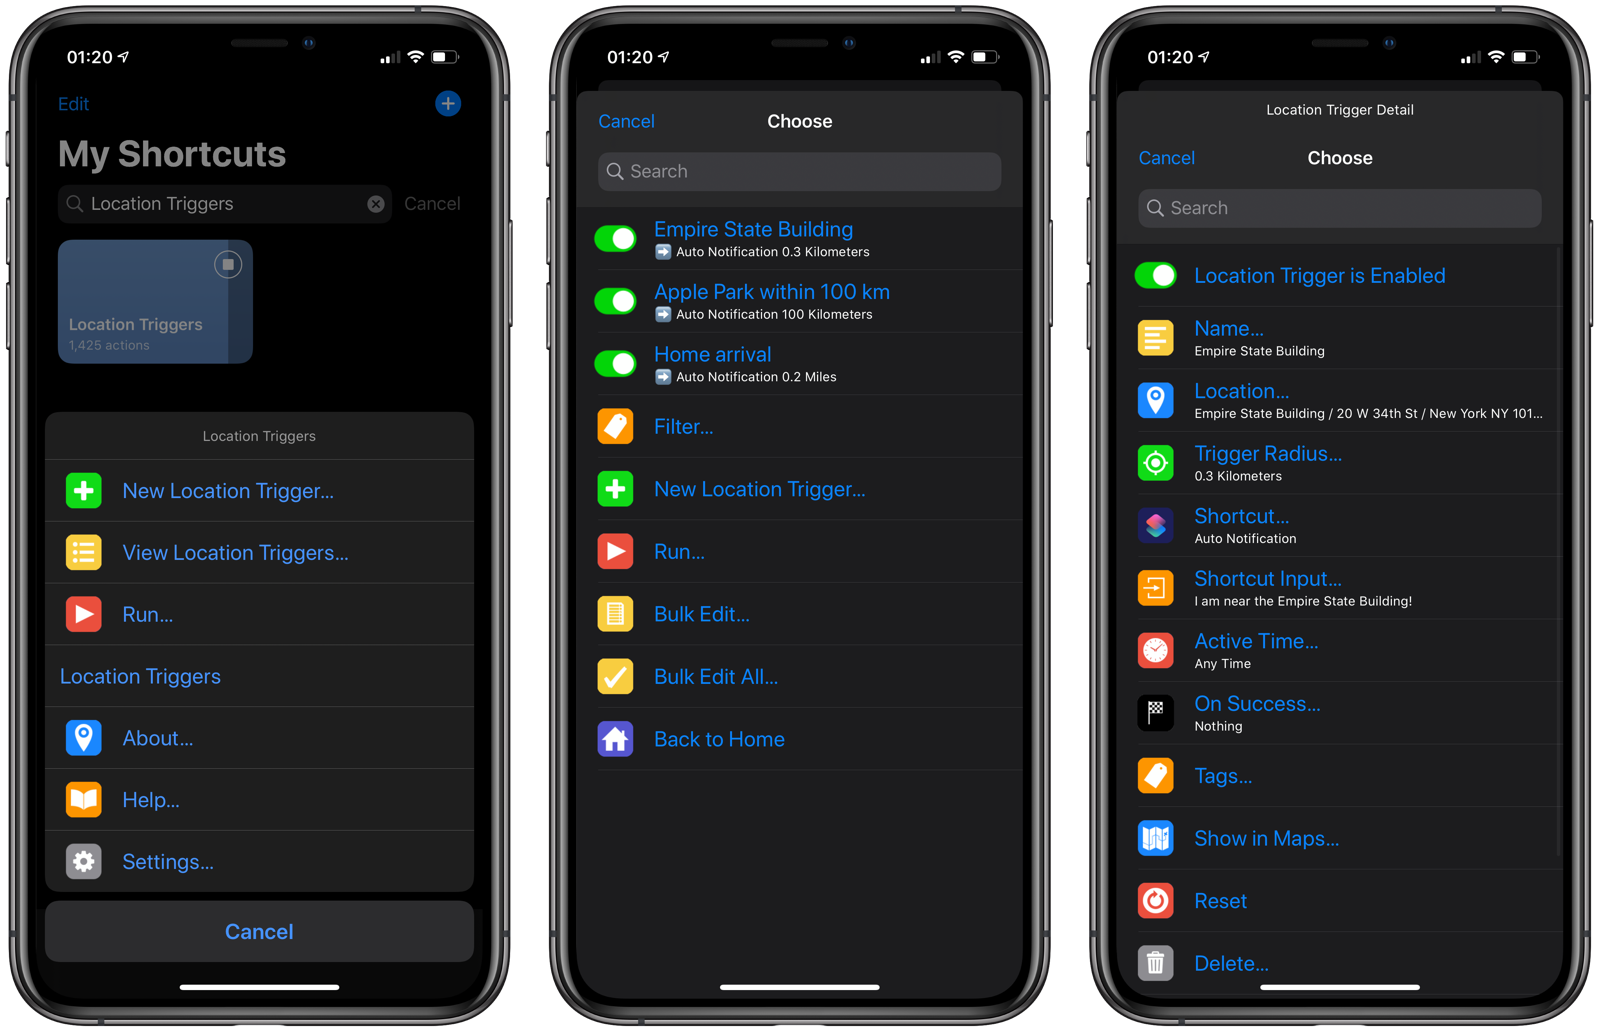 01:20
Edit
My Shortcuts
Location Triggers
Cancel
Location Triggers
1,425 actions
Location Triggers
New Location Trigger...
View Location Triggers...
Run...
Location Triggers
About...
Help...
Settings...
Cancel
01:20
Cancel
Choose
Search
Empire State Building
Auto Notification 0.3 Kilometers
Apple Park within 100 km
Auto Notification 100 Kilometers
Home arrival
Auto Notification 0.2 Miles
Filter...
New Location Trigger...
Run...
Bulk Edit...
Bulk Edit All...
Back to Home
01:20
Location Trigger Detail
Cancel
Choose
Search
Location Trigger is Enabled
Name...
Empire State Building
Location...
Empire State Building / 20 W 34th St / New York NY 101...
Trigger Radius...
0.3 Kilometers
Shortcut...
Auto Notification
Shortcut Input...
I am near the Empire State Building!
Active Time...
Any Time
On Success...
Nothing
Tags...
Show in Maps...
Reset
Delete...